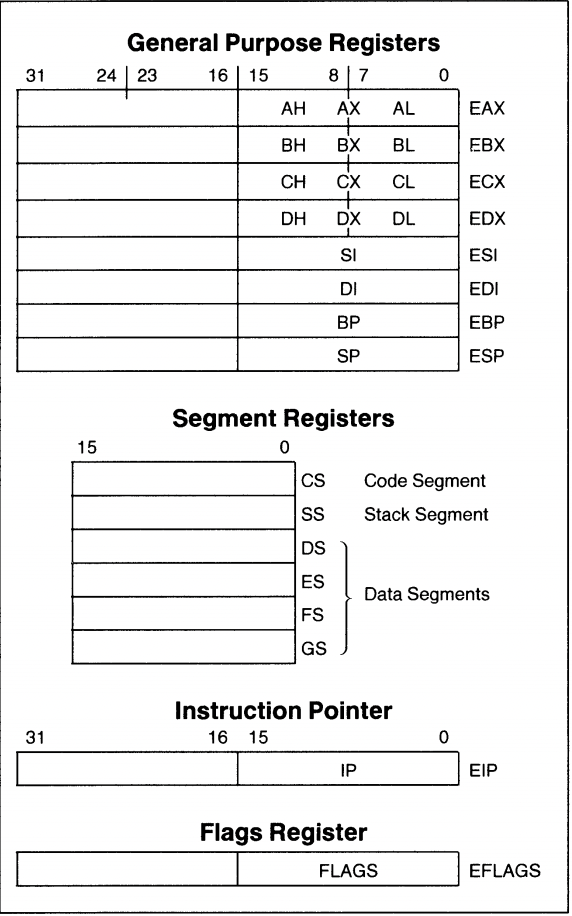 General Purpose Registers
31 24 23 16 15 8 7 0
AH AX AL EAX
BH BX BL EBX
CH CX CL ECX
DH DX DL EDX
SI ESI
DI EDI
BP EBP
SP ESP
Segment Registers
15 0
CS Code Segment
SS Stack Segment
DS
ES
Data Segments
FS
GS
Instruction Pointer
31 16 15 0
IP EIP
Flags Register
FLAGS EFLAGS